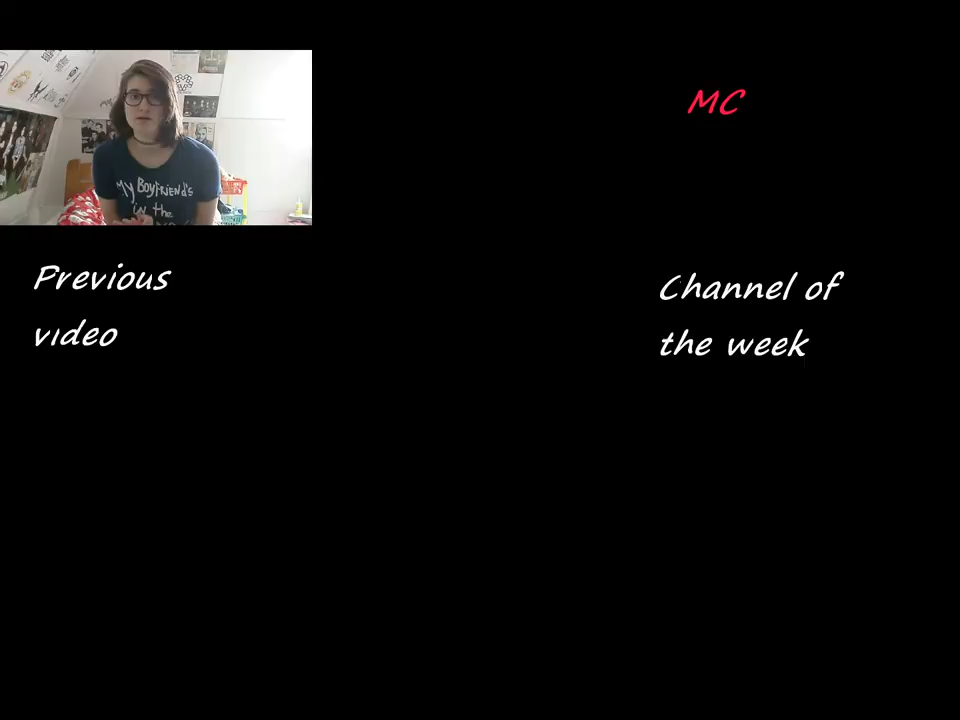 MC
My Boyfriend's
in the
Previous
video
Channel of
the week